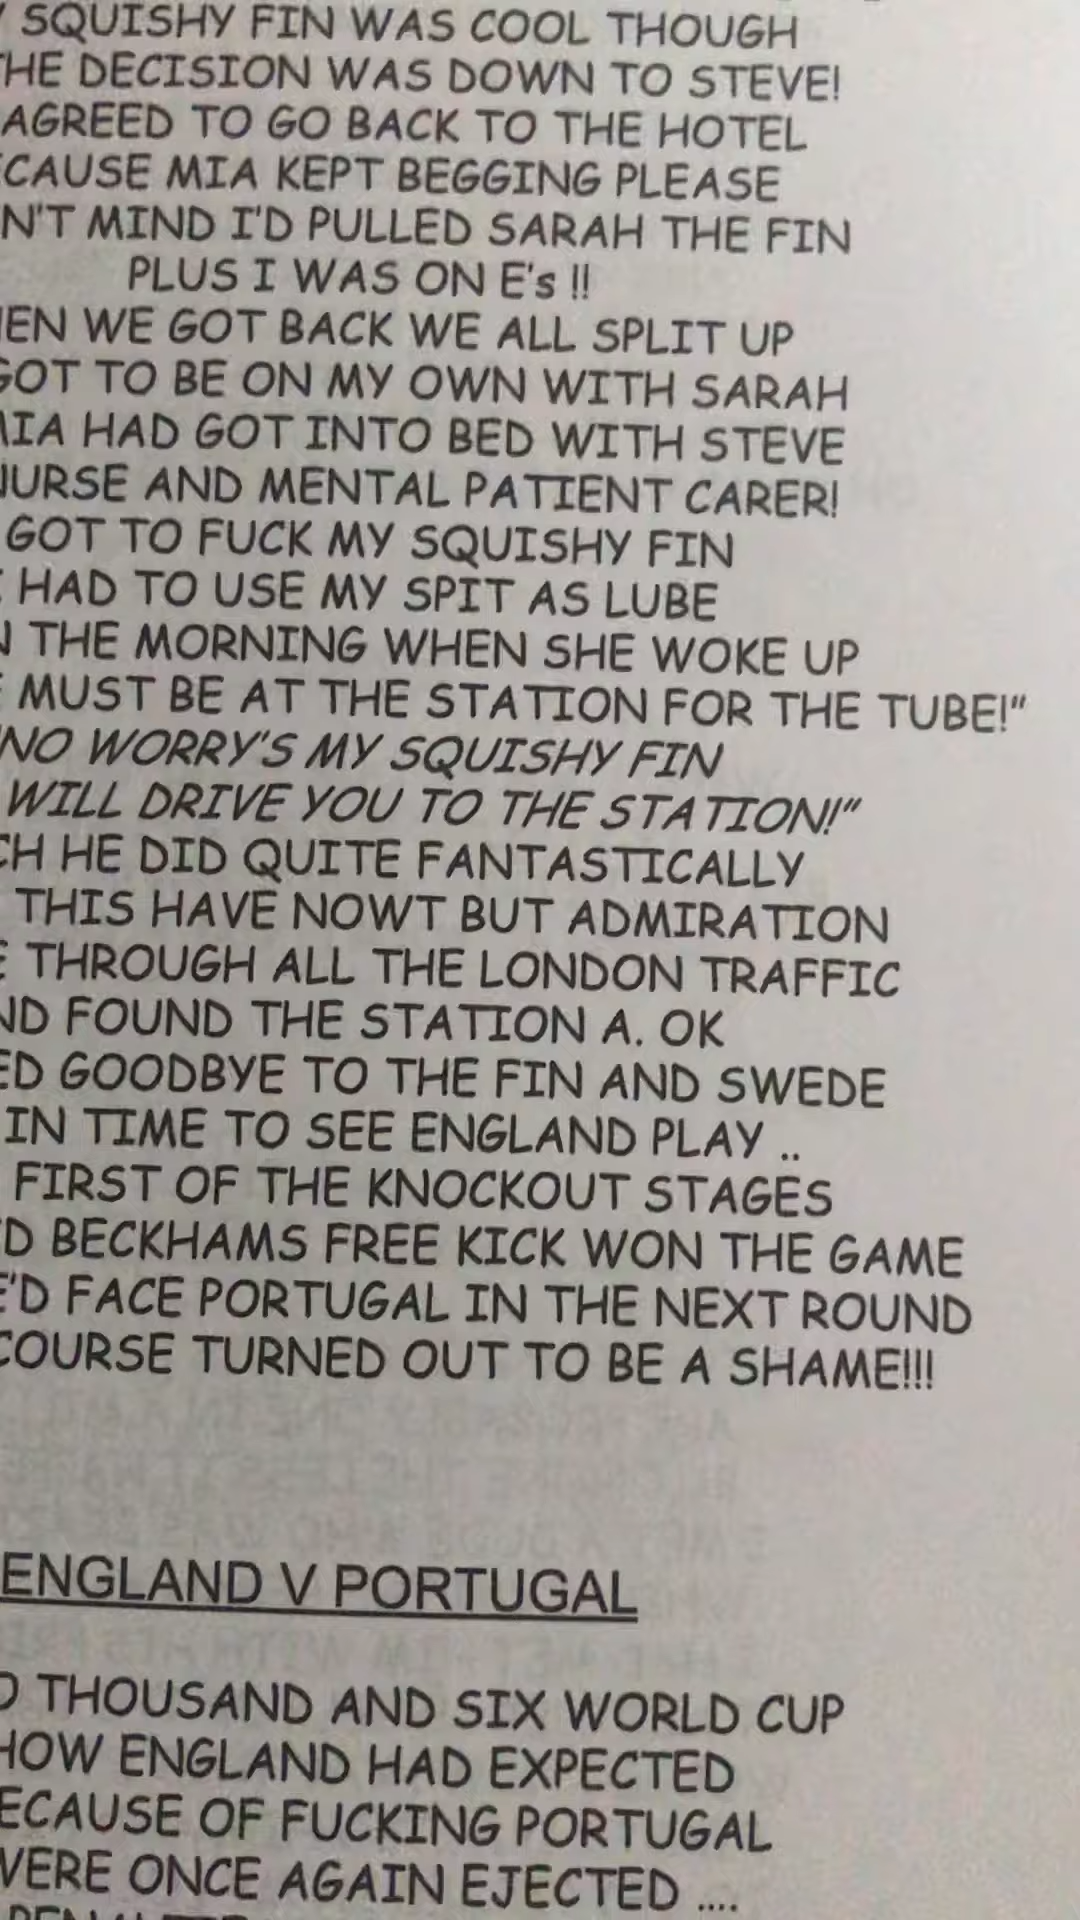 SQUISHY FIN WAS COOL THOUGH
THE DECISION WAS DOWN TO STEVE!
AGREED TO GO BACK TO THE HOTEL
CAUSE MIA KEPT BEGGING PLEASE
N'T MIND I'D PULLED SARAH THE FIN
PLUS I WAS ON E's !!
EN WE GOT BACK WE ALL SPLIT UP
GOT TO BE ON MY OWN WITH SARAH
MIA HAD GOT INTO BED WITH STEVE
NURSE AND MENTAL PATIENT CARER!
GOT TO FUCK MY SQUISHY FIN
HAD TO USE MY SPIT AS LUBE
THE MORNING WHEN SHE WOKE UP
MUST BE AT THE STATION FOR THE TUBE!"
NO WORRY'S MY SQUISHY FIN
WILL DRIVE YOU TO THE STATION!"
CH HE DID QUITE FANTASTICALLY
THIS HAVE NOWT BUT ADMIRATION
THROUGH ALL THE LONDON TRAFFIC
ND FOUND THE STATION A. OK
ED GOODBYE TO THE FIN AND SWEDE
IN TIME TO SEE ENGLAND PLAY ..
FIRST OF THE KNOCKOUT STAGES
D BECKHAMS FREE KICK WON THE GAME
E'D FACE PORTUGAL IN THE NEXT ROUND
COURSE TURNED OUT TO BE A SHAME!!!
ENGLAND V PORTUGAL
O THOUSAND AND SIX WORLD CUP
HOW ENGLAND HAD EXPECTED
ECAUSE OF FUCKING PORTUGAL
WERE ONCE AGAIN EJECTED ....